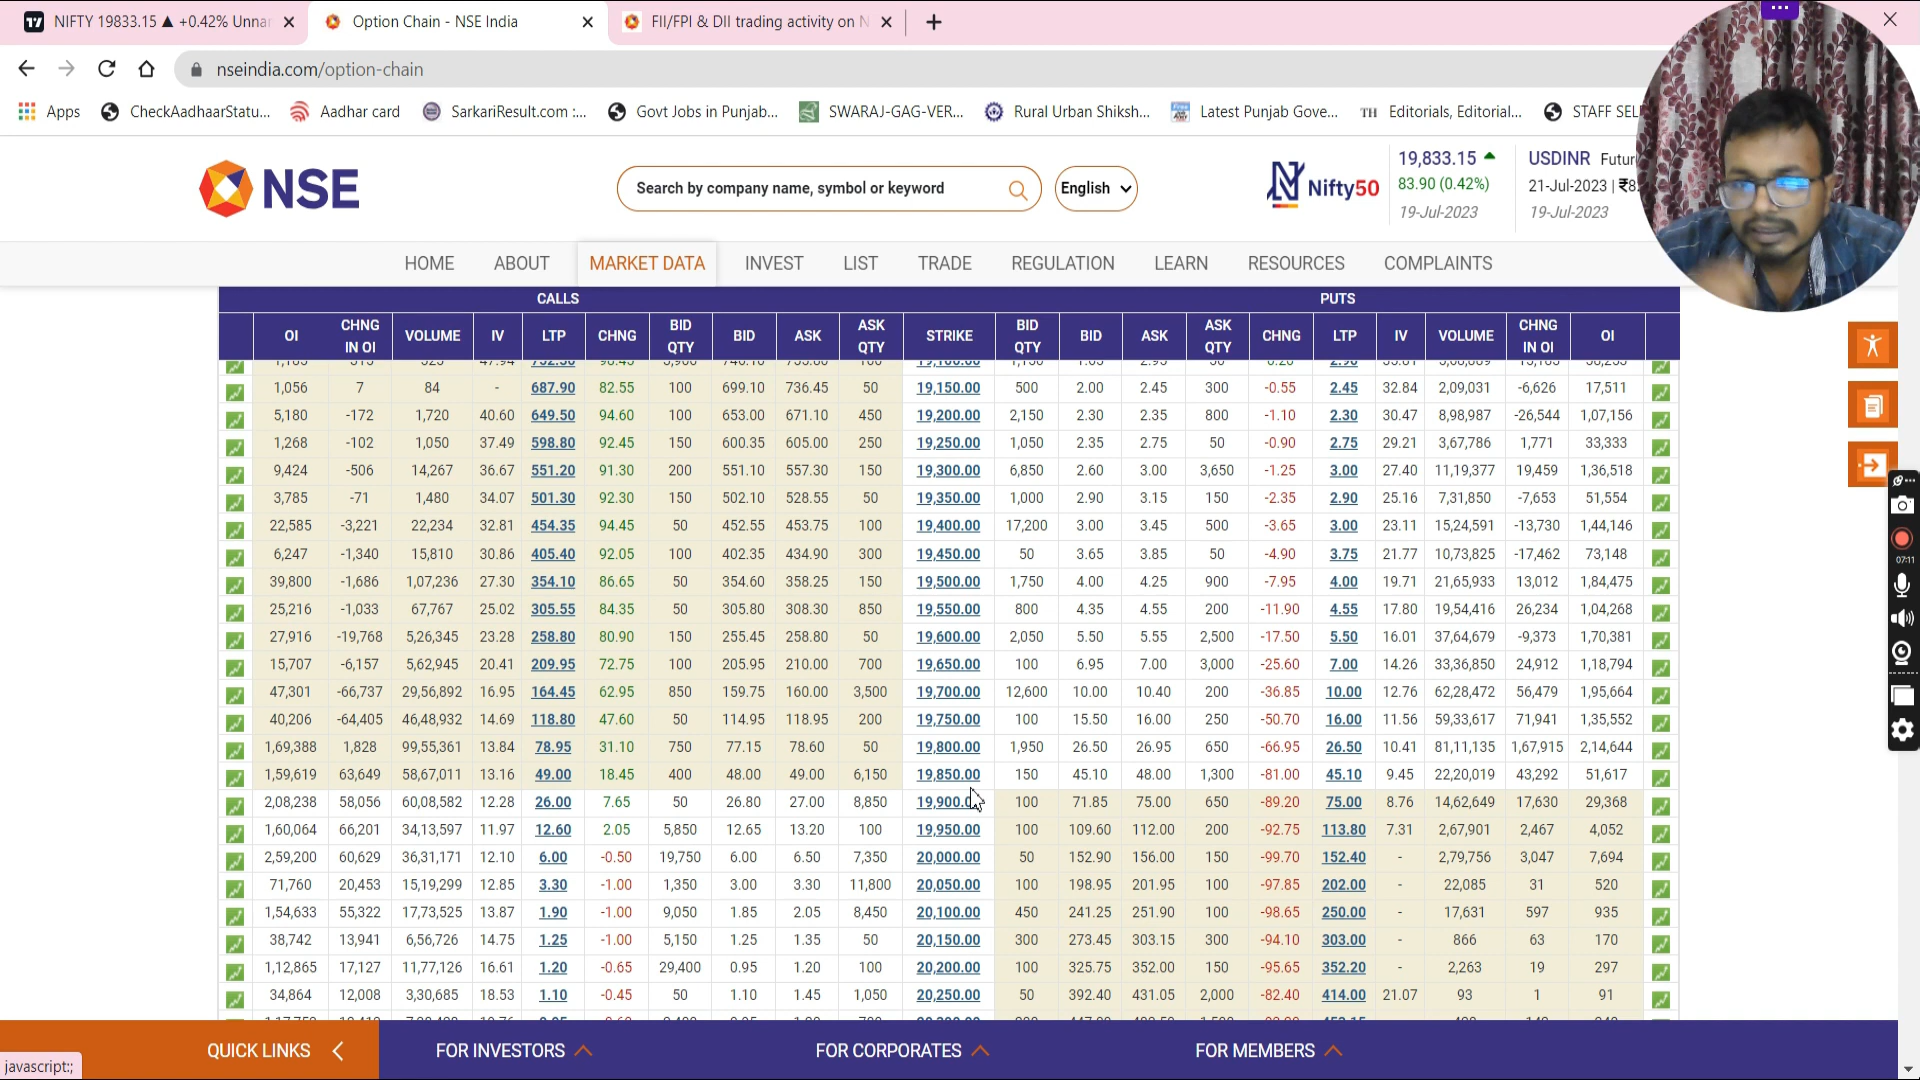 NIFTY 19833.15 ▲ +0.42% Unnar
Option Chain - NSE India
FII/FPI & DII trading activity on N
nseindia.com/option-chain
Apps CheckAadhaarStatu... Aadhar card SarkariResult.com :... Govt Jobs in Punjab... SWARAJ-GAG-VER... Rural Urban Shiksh... Latest Punjab Gove... TH Editorials, Editorial... STAFF SEL
NSE
Search by company name, symbol or keyword
English
Nifty50
19,833.15
83.90 (0.42%)
19-Jul-2023
USDINR Futur
21-Jul-2023 | ₹8
19-Jul-2023
HOME ABOUT MARKET DATA INVEST LIST TRADE REGULATION LEARN RESOURCES COMPLAINTS
CALLS PUTS
OI CHNG IN OI VOLUME IV LTP CHNG BID QTY BID ASK ASK QTY STRIKE BID QTY BID ASK ASK QTY CHNG LTP IV VOLUME CHNG IN OI OI
1,056 7 84 - 687.90 82.55 100 699.10 736.45 50 19,150.00 500 2.00 2.45 300 -0.55 2.45 32.84 2,09,031 -6,626 17,511
5,180 -172 1,720 40.60 649.50 94.60 100 653.00 671.10 450 19,200.00 2,150 2.30 2.35 800 -1.10 2.30 30.47 8,98,987 -26,544 1,07,156
1,268 -102 1,050 37.49 598.80 92.45 150 600.35 605.00 250 19,250.00 1,050 2.35 2.75 50 -0.90 2.75 29.21 3,67,786 1,771 33,333
9,424 -506 14,267 36.67 551.20 91.30 200 551.10 557.30 150 19,300.00 6,850 2.60 3.00 3,650 -1.25 3.00 27.40 11,19,377 19,459 1,36,518
3,785 -71 1,480 34.07 501.30 92.30 150 502.10 528.55 50 19,350.00 1,000 2.90 3.15 150 -2.35 2.90 25.16 7,31,850 -7,653 51,554
22,585 -3,221 22,234 32.81 454.35 94.45 50 452.55 453.75 100 19,400.00 17,200 3.00 3.45 500 -3.65 3.00 23.11 15,24,591 -13,730 1,44,146
6,247 -1,340 15,810 30.86 405.40 92.05 100 402.35 434.90 300 19,450.00 50 3.65 3.85 50 -4.90 3.75 21.77 10,73,825 -17,462 73,148
39,800 -1,686 1,07,236 27.30 354.10 86.65 50 354.60 358.25 150 19,500.00 1,750 4.00 4.25 900 -7.95 4.00 19.71 21,65,933 13,012 1,84,475
25,216 -1,033 67,767 25.02 305.55 84.35 50 305.80 308.30 850 19,550.00 800 4.35 4.55 200 -11.90 4.55 17.80 19,54,416 26,234 1,04,268
27,916 -19,768 5,26,345 23.28 258.80 80.90 150 255.45 258.80 50 19,600.00 2,050 5.50 5.55 2,500 -17.50 5.50 16.01 37,64,679 -9,373 1,70,381
15,707 -6,157 5,62,945 20.41 209.95 72.75 100 205.95 210.00 700 19,650.00 100 6.95 7.00 3,000 -25.60 7.00 14.26 33,36,850 24,912 1,18,794
47,301 -66,737 29,56,892 16.95 164.45 62.95 850 159.75 160.00 3,500 19,700.00 12,600 10.00 10.40 200 -36.85 10.00 12.76 62,28,472 56,479 1,95,664
40,206 -64,405 46,48,932 14.69 118.80 47.60 50 114.95 118.95 200 19,750.00 100 15.50 16.00 250 -50.70 16.00 11.56 59,33,617 71,941 1,35,552
1,69,388 1,828 99,55,361 13.84 78.95 31.10 750 77.15 78.60 50 19,800.00 1,950 26.50 26.95 650 -66.95 26.50 10.41 81,11,135 1,67,915 2,14,644
1,59,619 63,649 58,67,011 13.16 49.00 18.45 400 48.00 49.00 6,150 19,850.00 150 45.10 48.00 1,300 -81.00 45.10 9.45 22,20,019 43,292 51,617
2,08,238 58,056 60,08,582 12.28 26.00 7.65 50 26.80 27.00 8,850 19,900.00 100 71.85 75.00 650 -89.20 75.00 8.76 14,62,649 17,630 29,368
1,60,064 66,201 34,13,597 11.97 12.60 2.05 5,850 12.65 13.20 100 19,950.00 100 109.60 112.00 200 -92.75 113.80 7.31 2,67,901 2,467 4,052
2,59,200 60,629 36,31,171 12.10 6.00 -0.50 19,750 6.00 6.50 7,350 20,000.00 50 152.90 156.00 150 -99.70 152.40 - 2,79,756 3,047 7,694
71,760 20,453 15,19,299 12.85 3.30 -1.00 1,350 3.00 3.30 11,800 20,050.00 100 198.95 201.95 100 -97.85 202.00 - 22,085 31 520
1,54,633 55,322 17,73,525 13.87 1.90 -1.00 9,050 1.85 2.05 8,450 20,100.00 450 241.25 251.90 100 -98.65 250.00 - 17,631 597 935
38,742 13,941 6,56,726 14.75 1.25 -1.00 5,150 1.25 1.35 50 20,150.00 300 273.45 303.15 300 -94.10 303.00 - 866 63 170
1,12,865 17,127 11,77,126 16.61 1.20 -0.65 29,400 0.95 1.20 100 20,200.00 100 325.75 352.00 150 -95.65 352.20 - 2,263 19 297
34,864 12,008 3,30,685 18.53 1.10 -0.45 50 1.10 1.45 1,050 20,250.00 50 392.40 431.05 2,000 -82.40 414.00 21.07 93 1 91
QUICK LINKS FOR INVESTORS FOR CORPORATES FOR MEMBERS
javascript:;
07:11